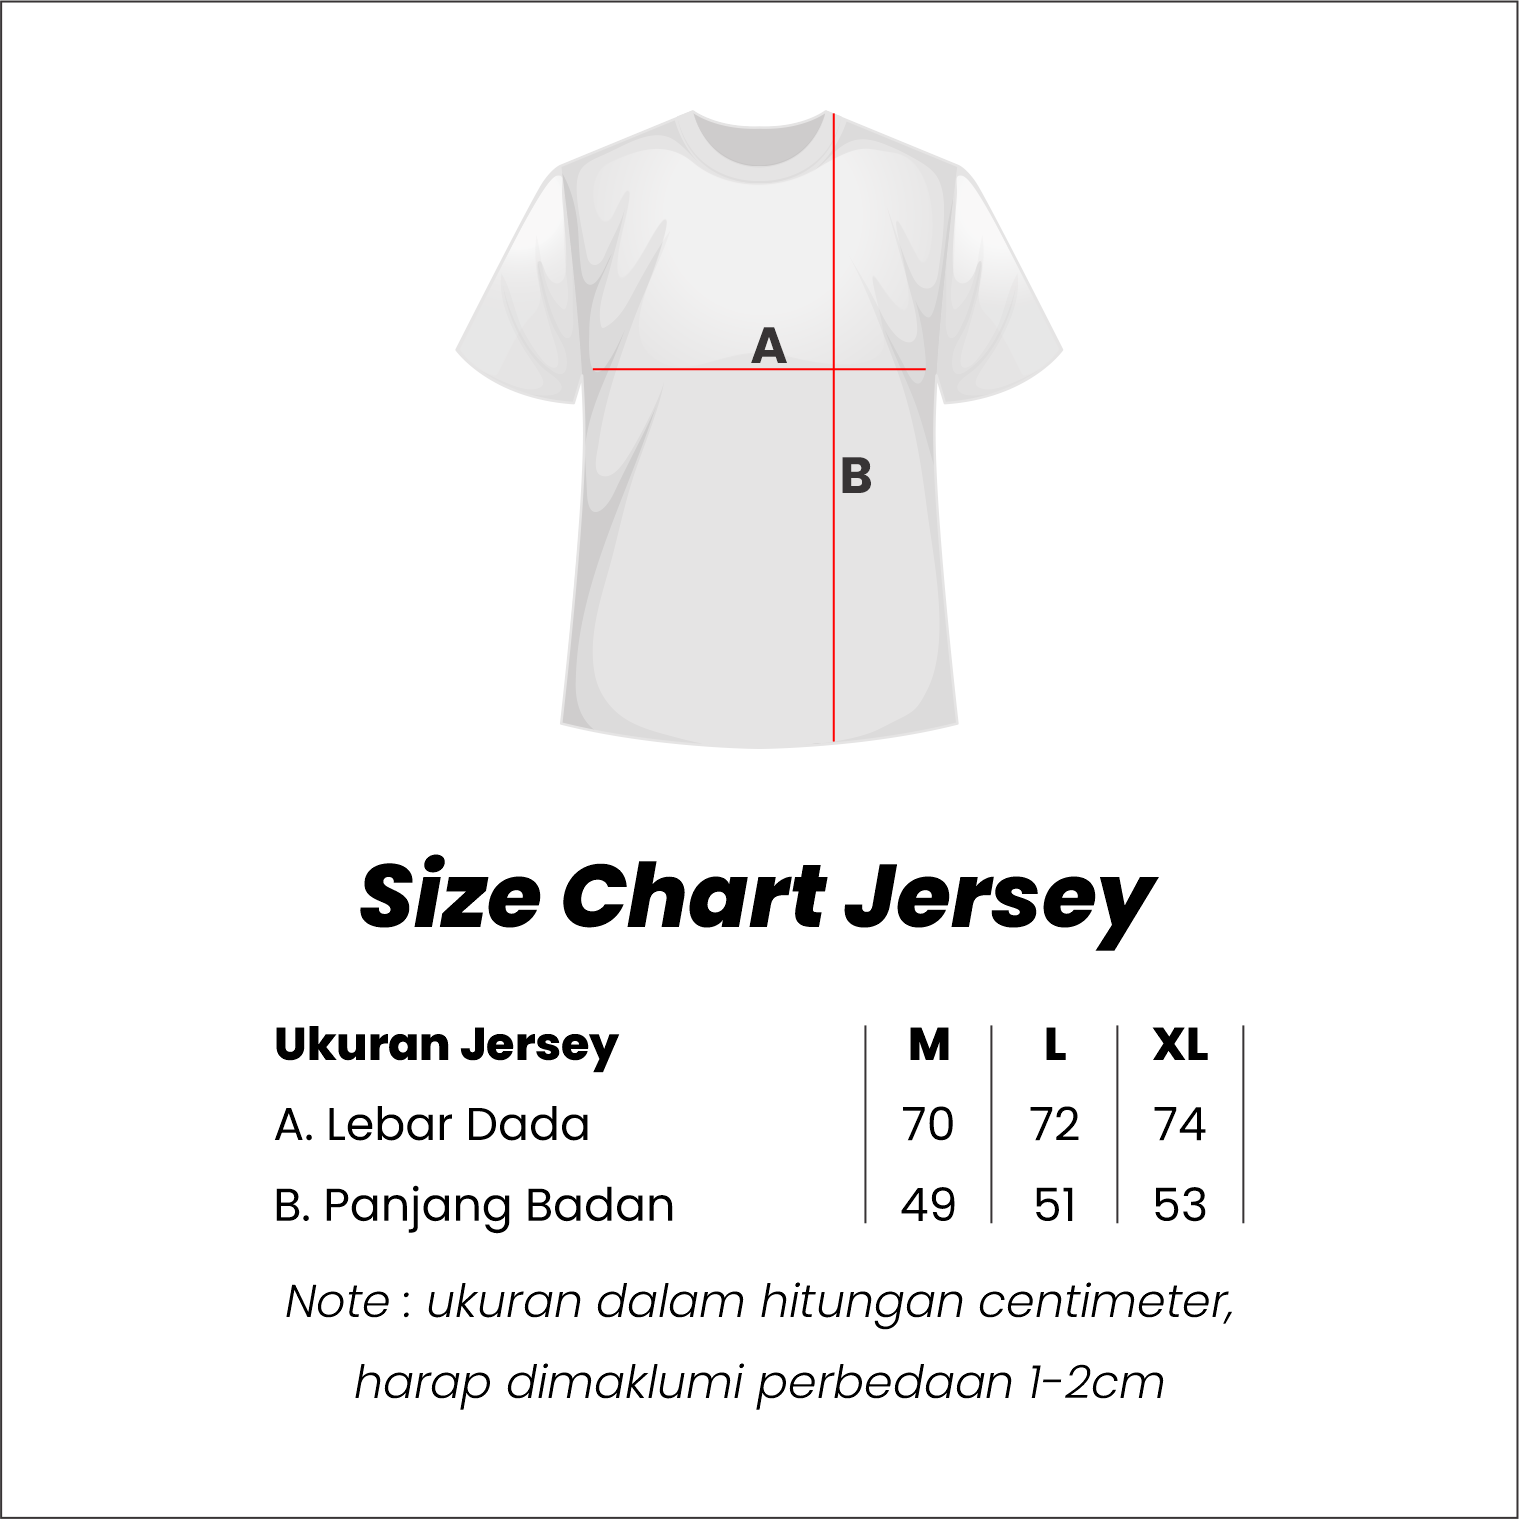 A
B
Size Chart Jersey
Ukuran Jersey M L XL
A. Lebar Dada 70 72 74
B. Panjang Badan 49 51 53
Note : ukuran dalam hitungan centimeter,
harap dimaklumi perbedaan 1-2cm